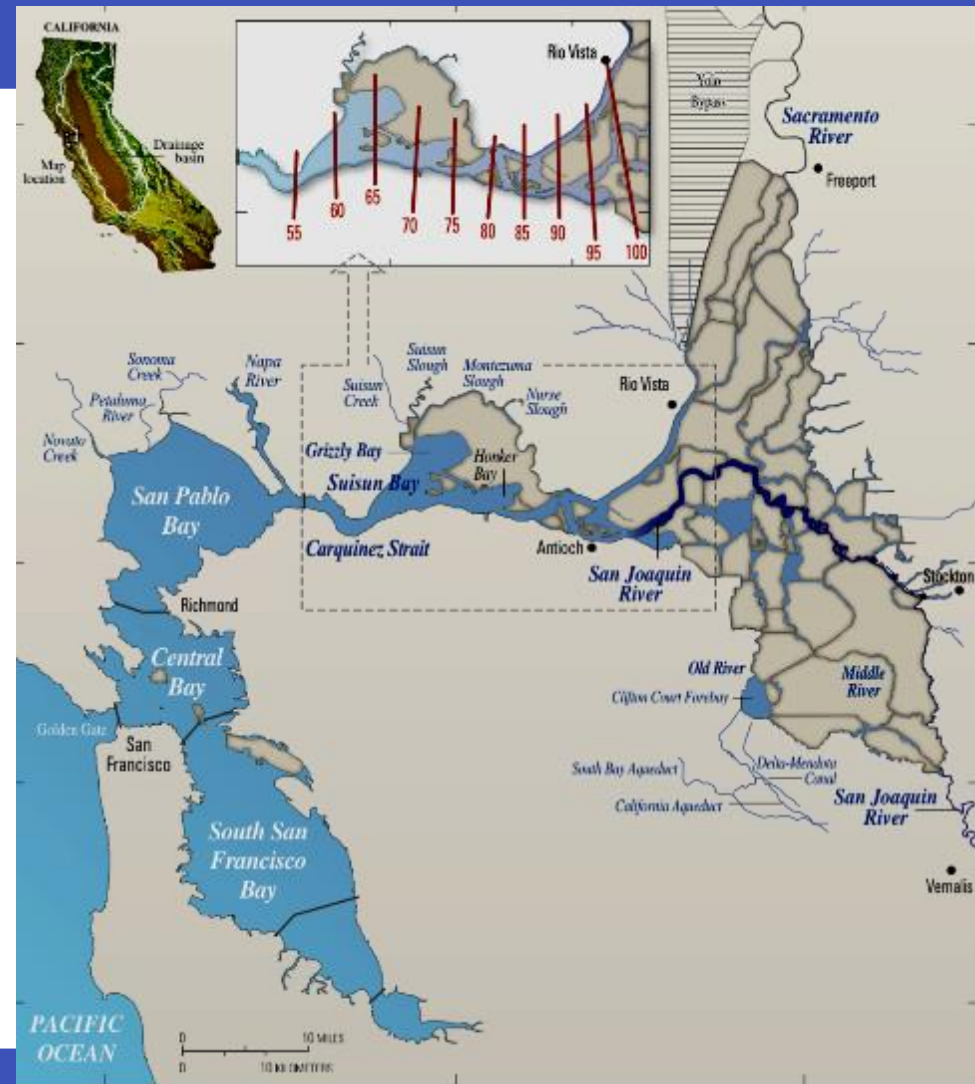 CALIFORNIA
Map
location
Drainage
basin
Rio Vista
55
60
65
70
75
80
85
90
95
100
Yolo
Bypass
Sacramento
River
Freeport
Sonoma
Creek
Napa
River
Petaluma
River
Novato
Creek
Suisun
Creek
Suisun
Slough
Montezuma
Slough
Nurse
Slough
Rio Vista
Grizzly Bay
Honker
Bay
Suisun Bay
San Pablo
Bay
Carquinez Strait
Antioch
San Joaquin
River
Stockton
Richmond
Central
Bay
Golden Gate
San
Francisco
Old River
Clifton Court Forebay
Middle
River
South Bay Aqueduct
Delta-Mendota
Canal
California Aqueduct
San Joaquin
River
Vernalis
South San
Francisco
Bay
PACIFIC
OCEAN
0 10 MILES
0 10 KILOMETERS